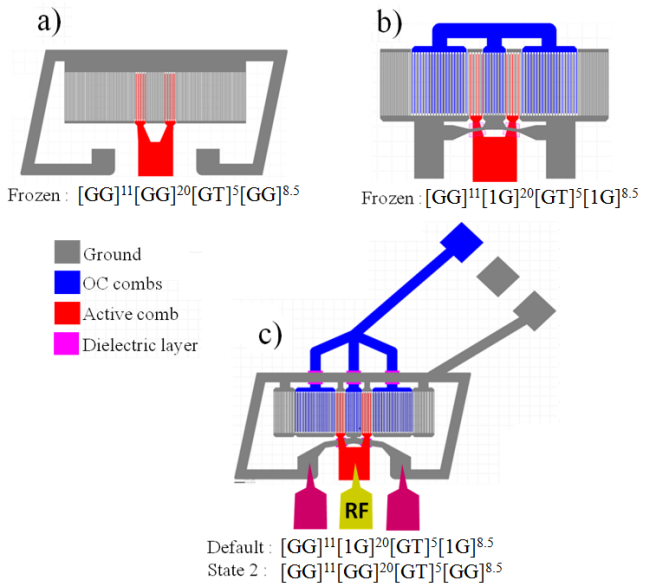 a)
b)
Frozen : [GG]¹¹[GG]²⁰[GT]⁵[GG]⁸·⁵
Frozen : [GG]¹¹[1G]²⁰[GT]⁵[1G]⁸·⁵
Ground
OC combs
Active comb
Dielectric layer
c)
RF
Default : [GG]¹¹[1G]²⁰[GT]⁵[1G]⁸·⁵
State 2 : [GG]¹¹[GG]²⁰[GT]⁵[GG]⁸·⁵